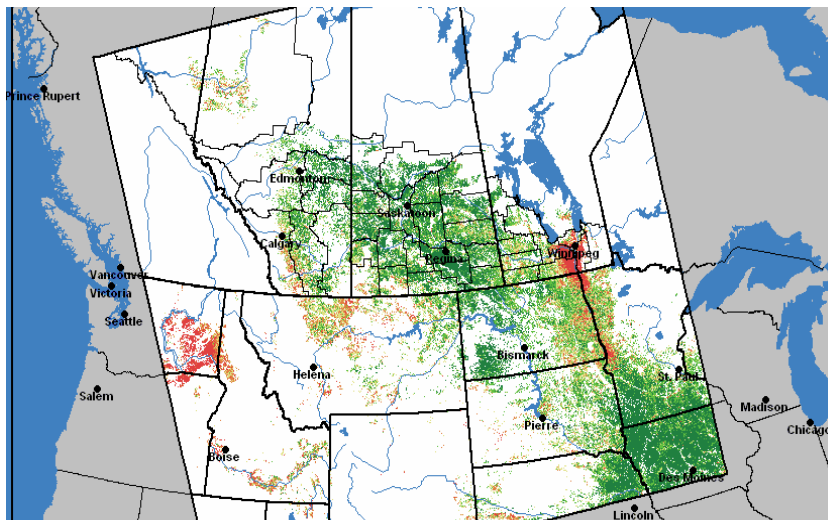 Prince Rupert
Edmonton
Saskatoon
Calgary
Regina
Winnipeg
Vancouver
Victoria
Seattle
Bismarck
Helena
St. Paul
Salem
Madison
Pierre
Chicago
Boise
Des Moines
Lincoln